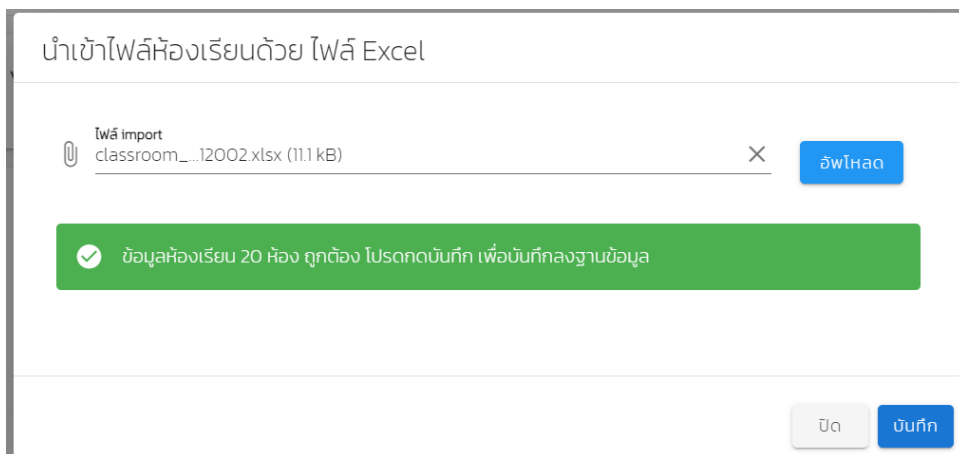 นำเข้าไฟล์ห้องเรียนด้วย ไฟล์ Excel
ไฟล์ import
classroom_...12002.xlsx (11.1 kB)
อัพโหลด
ข้อมูลห้องเรียน 20 ห้อง ถูกต้อง โปรดกดบันทึก เพื่อบันทึกลงฐานข้อมูล
ปิด
บันทึก